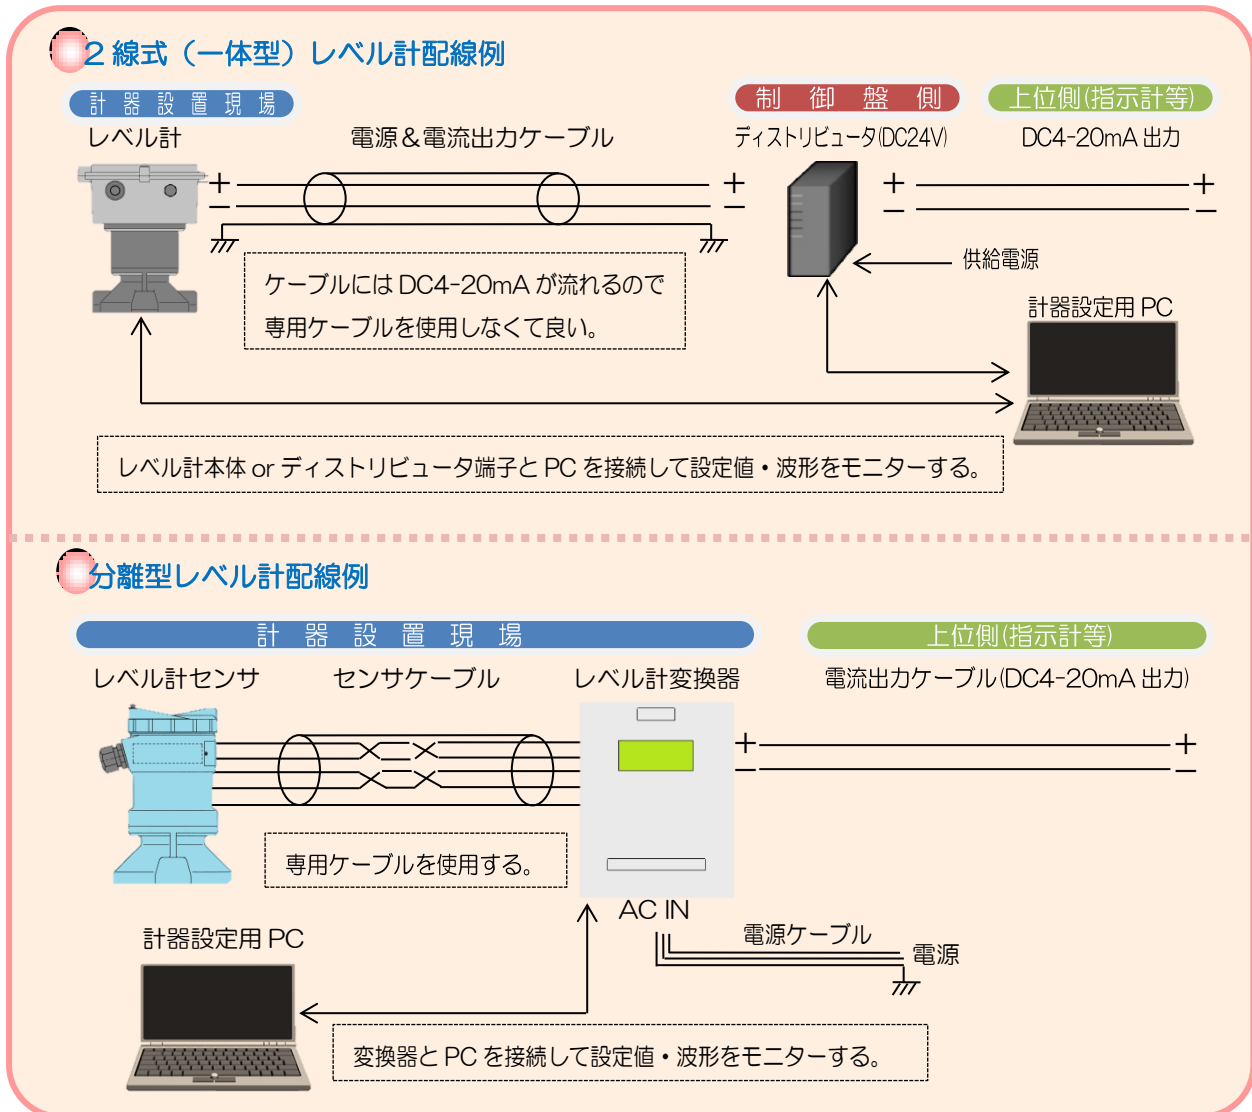 2線式（一体型）レベル計配線例
計器設置現場
制御盤側
上位側(指示計等)
レベル計
電源＆電流出力ケーブル
ディストリビュータ(DC24V)
DC4-20mA 出力
+
−
+
−
+
−
+
−
供給電源
ケーブルには DC4-20mA が流れるので
専用ケーブルを使用しなくて良い。
計器設定用 PC
レベル計本体 or ディストリビュータ端子と PC を接続して設定値・波形をモニターする。
分離型レベル計配線例
計器設置現場
上位側(指示計等)
レベル計センサ
センサケーブル
レベル計変換器
電流出力ケーブル(DC4-20mA 出力)
+
−
+
−
専用ケーブルを使用する。
AC IN
電源ケーブル
電源
計器設定用 PC
変換器と PC を接続して設定値・波形をモニターする。